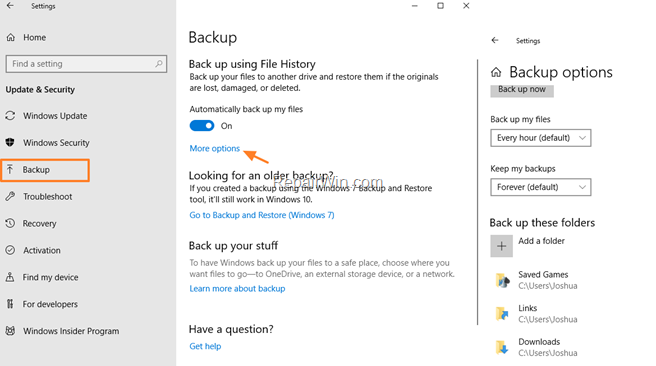 Settings
Home
Find a setting
Update & Security
Windows Update
Windows Security
Backup
Troubleshoot
Recovery
Activation
Find my device
For developers
Windows Insider Program
Backup
Back up using File History
Back up your files to another drive and restore them if the originals
are lost, damaged, or deleted.
Automatically back up my files
On
More options
Looking for an older backup?
RepairWin.com
If you created a backup using the Windows 7 Backup and Restore
tool, it'll still work in Windows 10.
Go to Backup and Restore (Windows 7)
Back up your stuff
To have Windows back up your files to a safe place, choose where you
want files to go—to OneDrive, an external storage device, or a network.
Learn more about backup
Have a question?
Get help
Settings
Backup options
Back up now
Back up my files
Every hour (default)
Keep my backups
Forever (default)
Back up these folders
Add a folder
Saved Games
C:\Users\Joshua
Links
C:\Users\Joshua
Downloads
C:\Users\Joshua